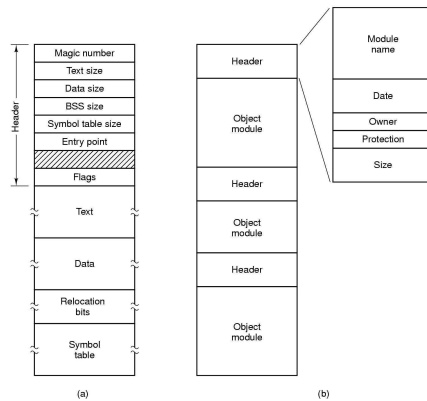 Header
Magic number
Text size
Data size
BSS size
Symbol table size
Entry point
Flags
Text
Data
Relocation
bits
Symbol
table
(a)
Header
Object
module
Header
Object
module
Header
Object
module
(b)
Module
name
Date
Owner
Protection
Size